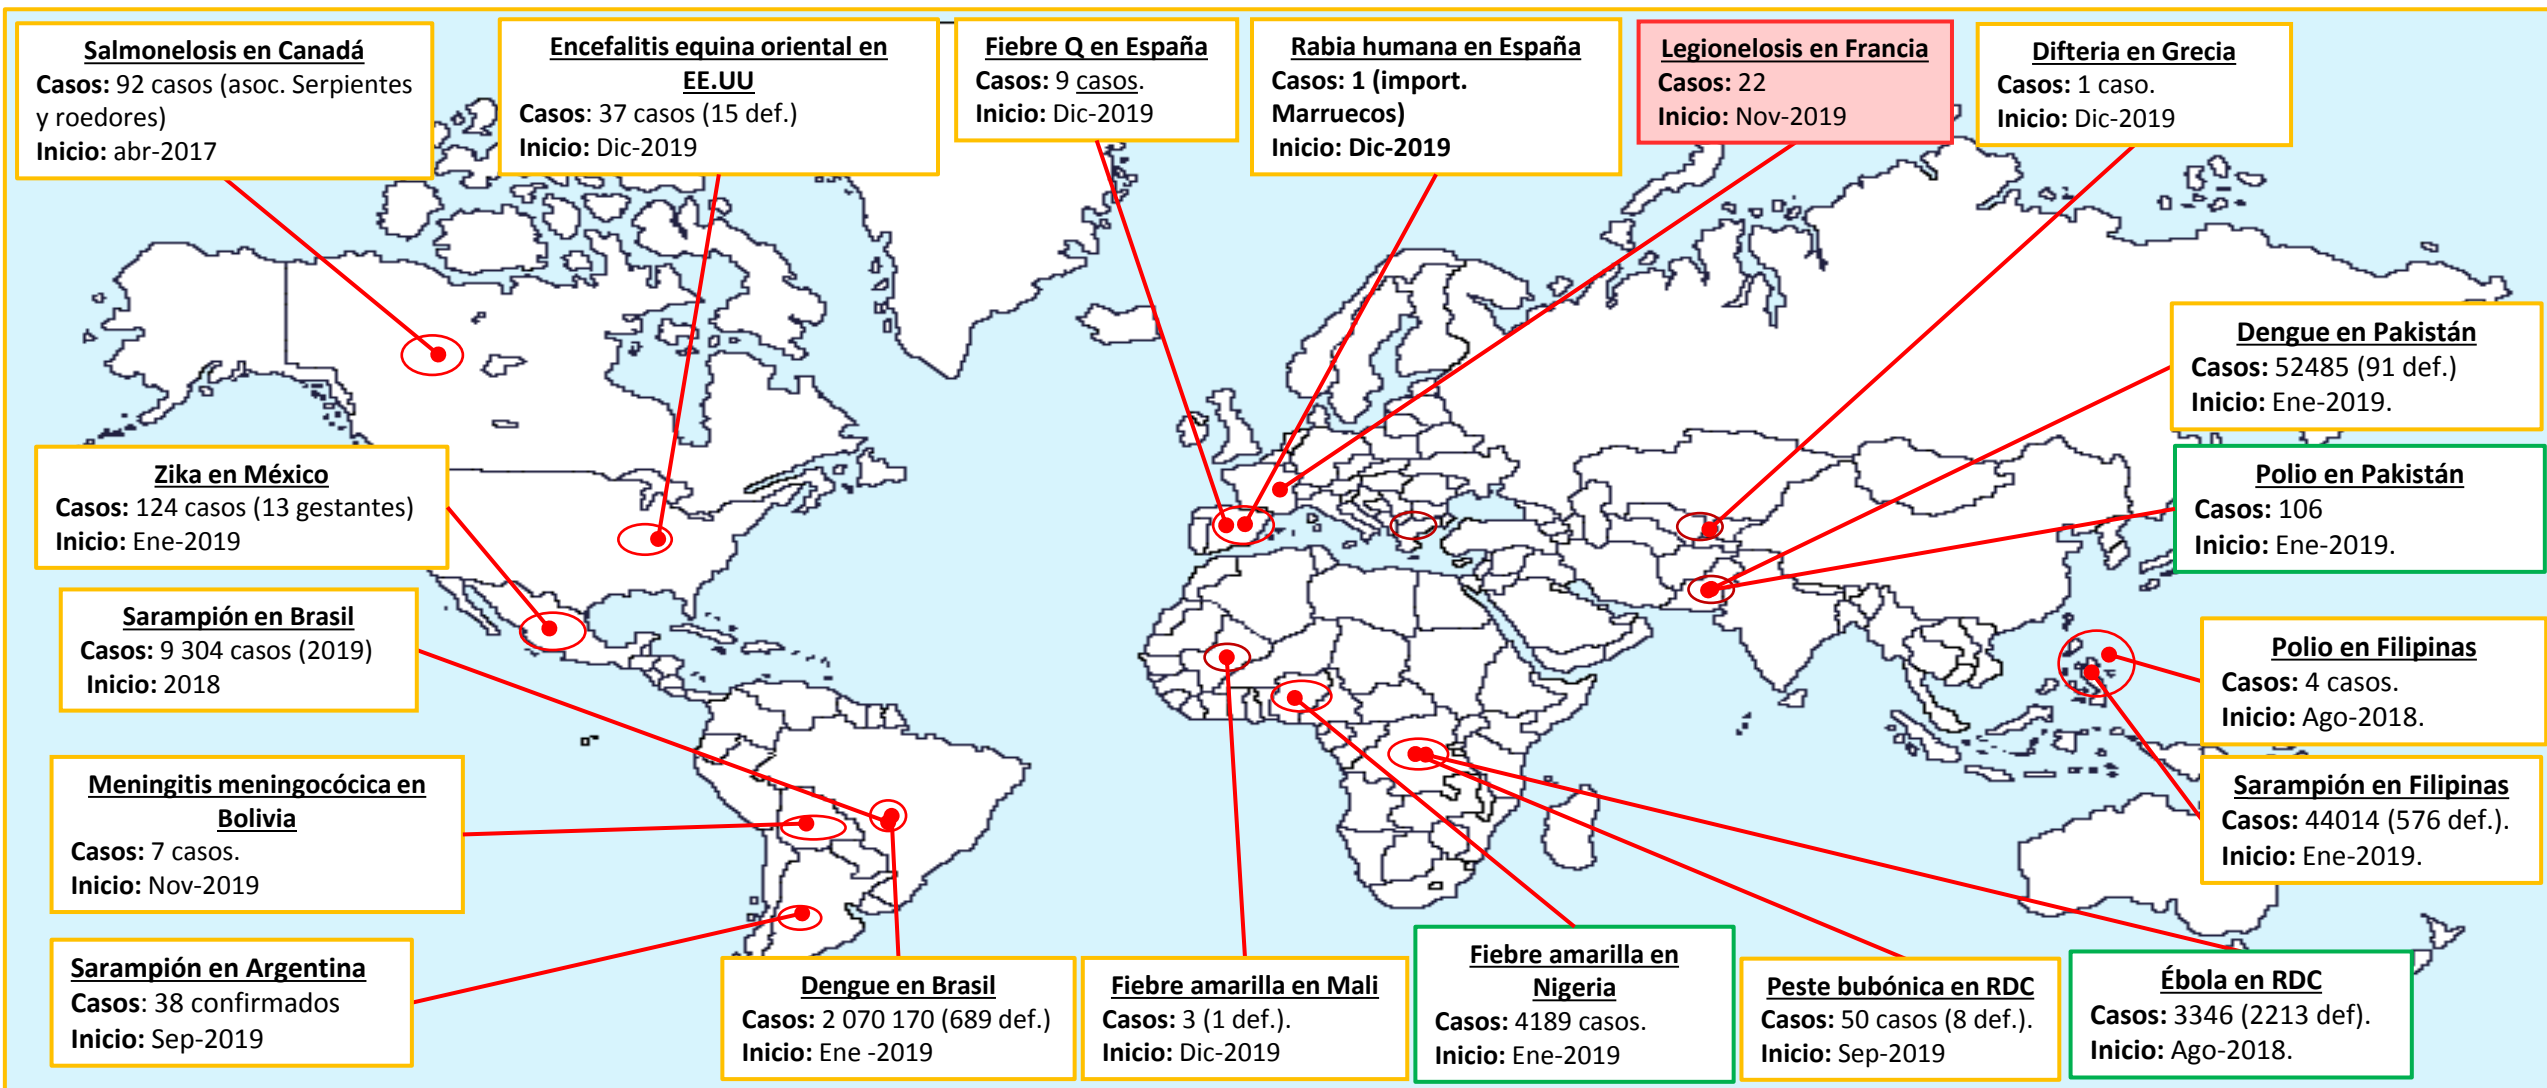 Salmonelosis en Canadá
Casos: 92 casos (asoc. Serpientes
y roedores)
Inicio: abr-2017
Encefalitis equina oriental en
EE.UU
Casos: 37 casos (15 def.)
Inicio: Dic-2019
Fiebre Q en España
Casos: 9 casos.
Inicio: Dic-2019
Rabia humana en España
Casos: 1 (import.
Marruecos)
Inicio: Dic-2019
Legionelosis en Francia
Casos: 22
Inicio: Nov-2019
Difteria en Grecia
Casos: 1 caso.
Inicio: Dic-2019
Dengue en Pakistán
Casos: 52485 (91 def.)
Inicio: Ene-2019.
Zika en México
Casos: 124 casos (13 gestantes)
Inicio: Ene-2019
Polio en Pakistán
Casos: 106
Inicio: Ene-2019.
Sarampión en Brasil
Casos: 9 304 casos (2019)
Inicio: 2018
Polio en Filipinas
Casos: 4 casos.
Inicio: Ago-2018.
Meningitis meningocócica en
Bolivia
Casos: 7 casos.
Inicio: Nov-2019
Sarampión en Filipinas
Casos: 44014 (576 def.).
Inicio: Ene-2019.
Sarampión en Argentina
Casos: 38 confirmados
Inicio: Sep-2019
Dengue en Brasil
Casos: 2 070 170 (689 def.)
Inicio: Ene -2019
Fiebre amarilla en Mali
Casos: 3 (1 def.).
Inicio: Dic-2019
Fiebre amarilla en
Nigeria
Casos: 4189 casos.
Inicio: Ene-2019
Peste bubónica en RDC
Casos: 50 casos (8 def.).
Inicio: Sep-2019
Ébola en RDC
Casos: 3346 (2213 def).
Inicio: Ago-2018.